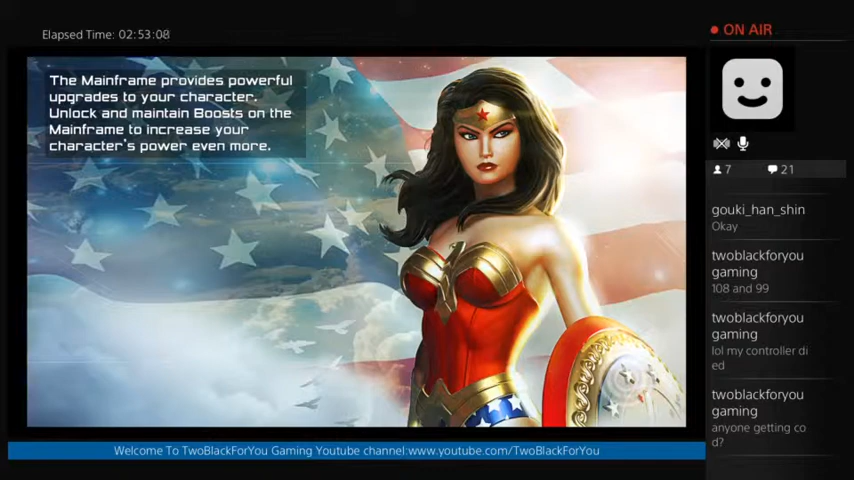 Elapsed Time: 02:53:08
ON AIR
The Mainframe provides powerful
upgrades to your character.
Unlock and maintain Boosts on the
Mainframe to increase your
character's power even more.
7
21
gouki_han_shin
Okay
twoblackforyou
gaming
108 and 99
twoblackforyou
gaming
lol my controller di
ed
twoblackforyou
gaming
anyone getting co
d?
Welcome To TwoBlackForYou Gaming Youtube channel:www.youtube.com/TwoBlackForYou